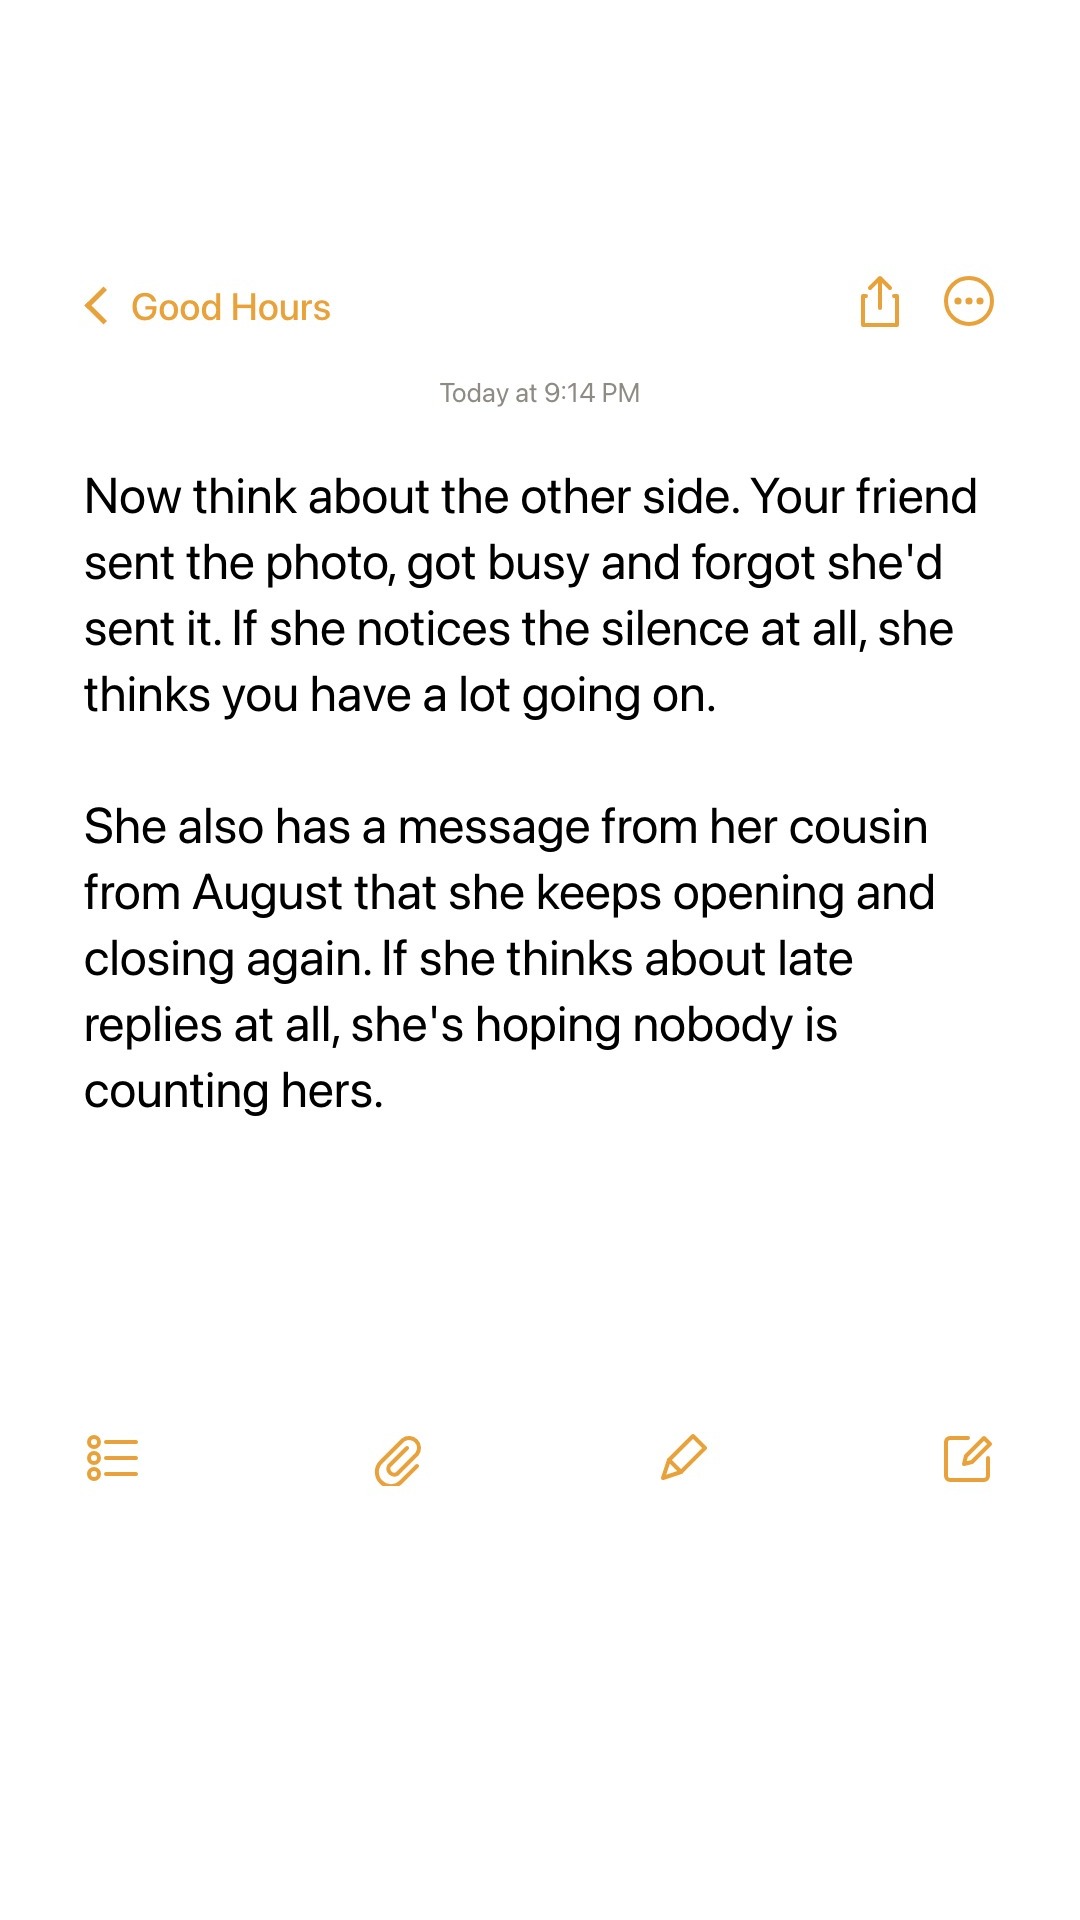 Good Hours
Today at 9:14 PM
Now think about the other side. Your friend
sent the photo, got busy and forgot she'd
sent it. If she notices the silence at all, she
thinks you have a lot going on.
She also has a message from her cousin
from August that she keeps opening and
closing again. If she thinks about late
replies at all, she's hoping nobody is
counting hers.